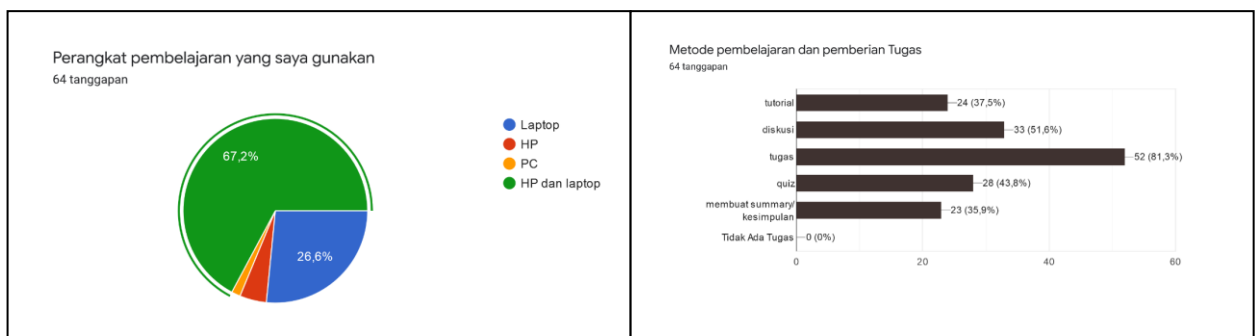 Perangkat pembelajaran yang saya gunakan
64 tanggapan
67,2%
26,6%
Laptop
HP
PC
HP dan laptop
Metode pembelajaran dan pemberian Tugas
64 tanggapan
tutorial
24 (37,5%)
diskusi
33 (51,6%)
tugas
52 (81,3%)
quiz
28 (43,8%)
membuat summary/
kesimpulan
23 (35,9%)
Tidak Ada Tugas
0 (0%)
0
20
40
60